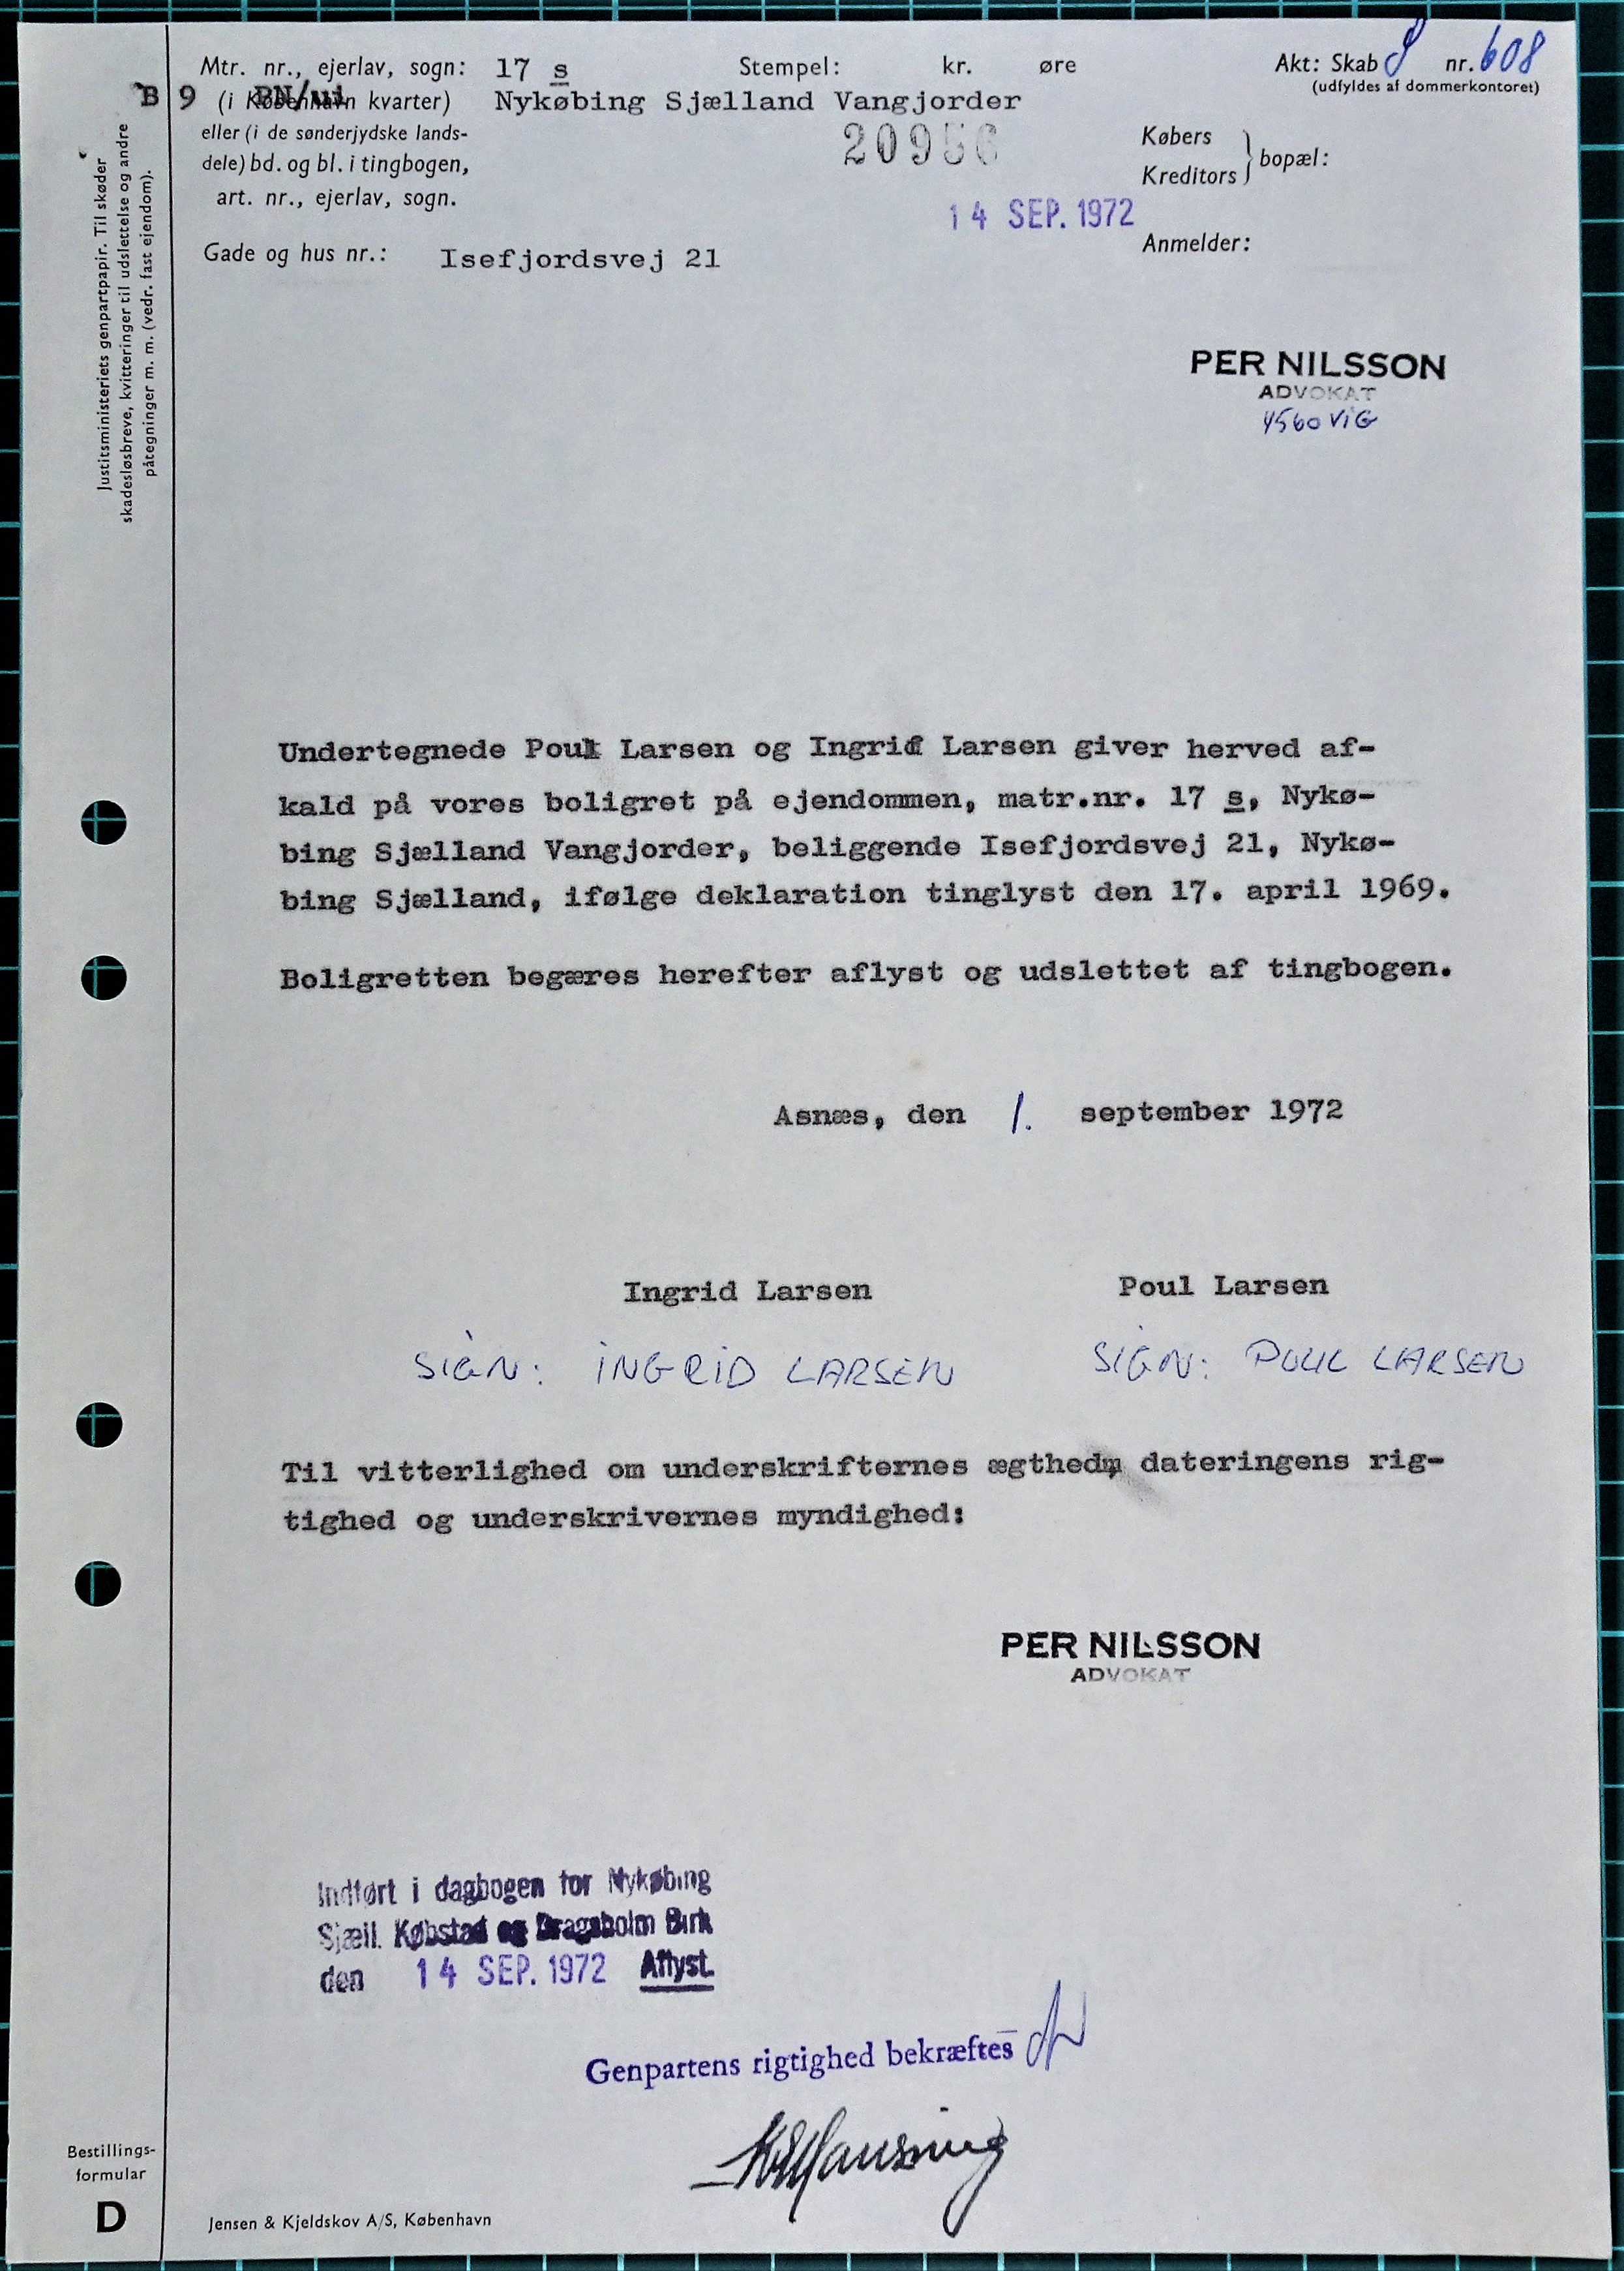 Mtr. nr., ejerlav, sogn: 17 s
Stempel: kr. øre
Akt: Skab nr. 608
(udfyldes af dommerkontoret)
B 9 PN/ui
(i København kvarter) Nykøbing Sjælland Vangjorder
eller (i de sønderjydske lands-
dele) bd. og bl. i tingbogen,
art. nr., ejerlav, sogn.
20956
Købers
Kreditors } bopæl:
14 SEP. 1972
Anmelder:
Gade og hus nr.: Isefjordsvej 21
Justitsministeriets genpartpapir. Til skøder
skadesløsbreve, kvitteringer til udslettelse og andre
påtegninger m. m. (vedr. fast ejendom).
PER NILSSON
ADVOKAT
4560 ViG
Undertegnede Poul Larsen og Ingrid Larsen giver herved af-
kald på vores boligret på ejendommen, matr.nr. 17 s, Nykø-
bing Sjælland Vangjorder, beliggende Isefjordsvej 21, Nykø-
bing Sjælland, ifølge deklaration tinglyst den 17. april 1969.
Boligretten begæres herefter aflyst og udslettet af tingbogen.
Asnæs, den 1. september 1972
Ingrid Larsen Poul Larsen
SiGN: iNGRiD LARSEN SiGN: POUL LARSEN
Til vitterlighed om underskrifternes ægthed, dateringens rig-
tighed og underskrivernes myndighed:
PER NILSSON
ADVOKAT
Indført i dagbogen for Nykøbing
Sjæll. Købstad og Dragsholm Birk
den 14 SEP. 1972 Aflyst.
Genpartens rigtighed bekræftes
Bestillings-
formular
D
Jensen & Kjeldskov A/S, København